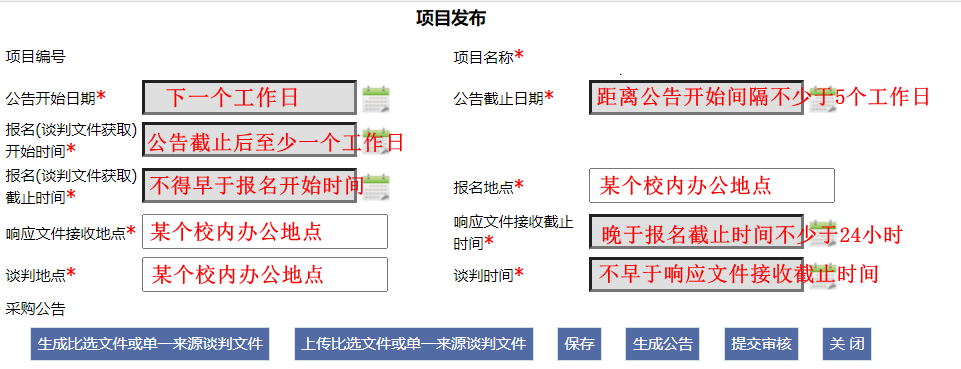 项目发布
项目编号
项目名称*
公告开始日期*
下一个工作日
公告截止日期*
距离公告开始间隔不少于5个工作日
报名(谈判文件获取)
开始时间*
公告截止后至少一个工作日
报名(谈判文件获取)
截止时间*
不得早于报名开始时间
报名地点*
某个校内办公地点
响应文件接收地点*
某个校内办公地点
响应文件接收截止
时间*
晚于报名截止时间不少于24小时
谈判地点*
某个校内办公地点
谈判时间*
不早于响应文件接收截止时间
采购公告
生成比选文件或单一来源谈判文件
上传比选文件或单一来源谈判文件
保存
生成公告
提交审核
关 闭